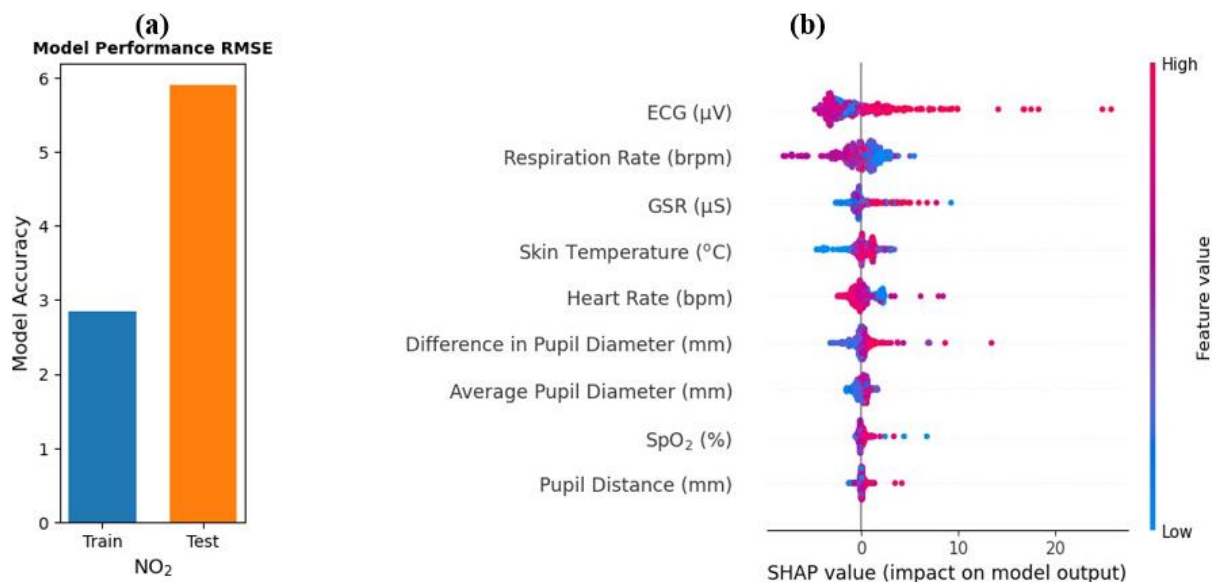 (a)
Model Performance RMSE
6
5
4
3
2
1
0
Model Accuracy
Train Test
NO₂
(b)
ECG (µV)
Respiration Rate (brpm)
GSR (µS)
Skin Temperature (⁰C)
Heart Rate (bpm)
Difference in Pupil Diameter (mm)
Average Pupil Diameter (mm)
SpO₂ (%)
Pupil Distance (mm)
0 10 20
SHAP value (impact on model output)
High
Feature value
Low